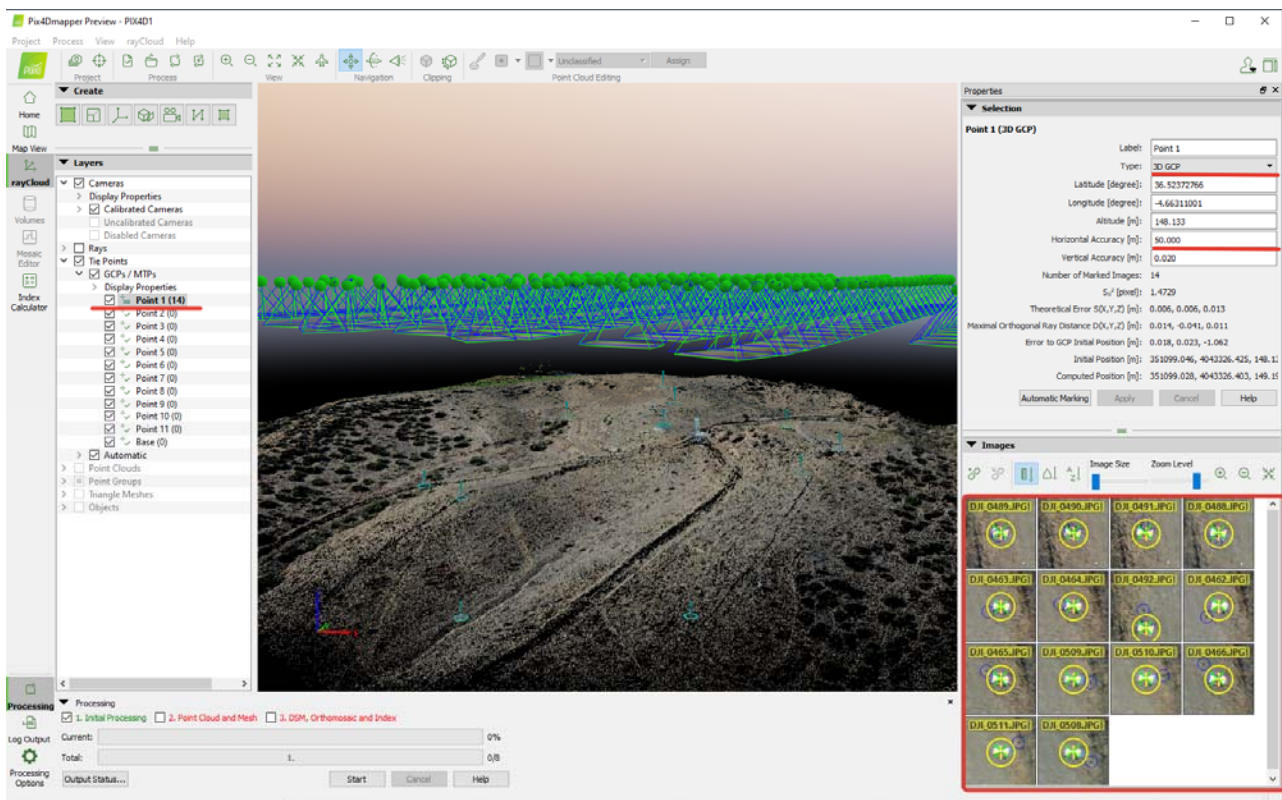 Pix4Dmapper Preview - PIX4D1
Project Process View rayCloud Help
Unclassified Assign
Project Process View Navigation Clipping Point Cloud Editing
Home
Map View
rayCloud
Volumes
Mosaic
Editor
Index
Calculator
Create
Layers
Cameras
Display Properties
Calibrated Cameras
Uncalibrated Cameras
Disabled Cameras
Rays
Tie Points
GCPs / MTPs
Display Properties
Point 1 (14)
Point 2 (0)
Point 3 (0)
Point 4 (0)
Point 5 (0)
Point 6 (0)
Point 7 (0)
Point 8 (0)
Point 9 (0)
Point 10 (0)
Point 11 (0)
Base (0)
Automatic
Point Clouds
Point Groups
Triangle Meshes
Objects
Properties
Selection
Point 1 (3D GCP)
Label: Point 1
Type: 3D GCP
Latitude [degree]: 36.52372766
Longitude [degree]: -4.66311001
Altitude [m]: 148.133
Horizontal Accuracy [m]: 50.000
Vertical Accuracy [m]: 0.020
Number of Marked Images: 14
S₀² [pixel]: 1.4729
Theoretical Error S(X,Y,Z) [m]: 0.006, 0.006, 0.013
Maximal Orthogonal Ray Distance D(X,Y,Z) [m]: 0.014, -0.041, 0.011
Error to GCP Initial Position [m]: 0.018, 0.023, -1.062
Initial Position [m]: 351099.046, 4043326.425, 148.13
Computed Position [m]: 351099.028, 4043326.403, 149.19
Automatic Marking Apply Cancel Help
Images
Image Size Zoom Level
DJI_0489.JPG DJI_0490.JPG DJI_0491.JPG DJI_0488.JPG
DJI_0463.JPG DJI_0464.JPG DJI_0492.JPG DJI_0462.JPG
DJI_0465.JPG DJI_0509.JPG DJI_0510.JPG DJI_0466.JPG
DJI_0511.JPG DJI_0508.JPG
Processing
Log Output
Processing
Options
Processing
1. Initial Processing 2. Point Cloud and Mesh 3. DSM, Orthomosaic and Index
Current: 0%
Total: 1. 0/8
Output Status... Start Cancel Help